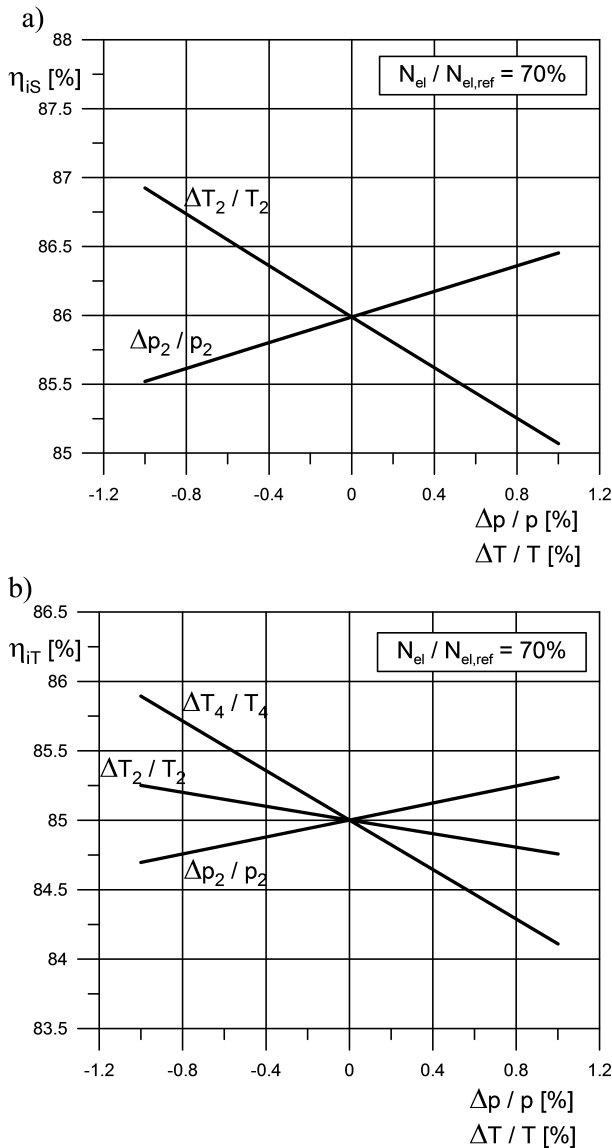 a)
88
η_iS [%]
N_el / N_el,ref = 70%
87.5
87
ΔT_2 / T_2
86.5
86
Δp_2 / p_2
85.5
85
-1.2 -0.8 -0.4 0 0.4 0.8 1.2
Δp / p [%]
ΔT / T [%]
b)
86.5
η_iT [%]
N_el / N_el,ref = 70%
86
ΔT_4 / T_4
85.5
ΔT_2 / T_2
85
Δp_2 / p_2
84.5
84
83.5
-1.2 -0.8 -0.4 0 0.4 0.8 1.2
Δp / p [%]
ΔT / T [%]